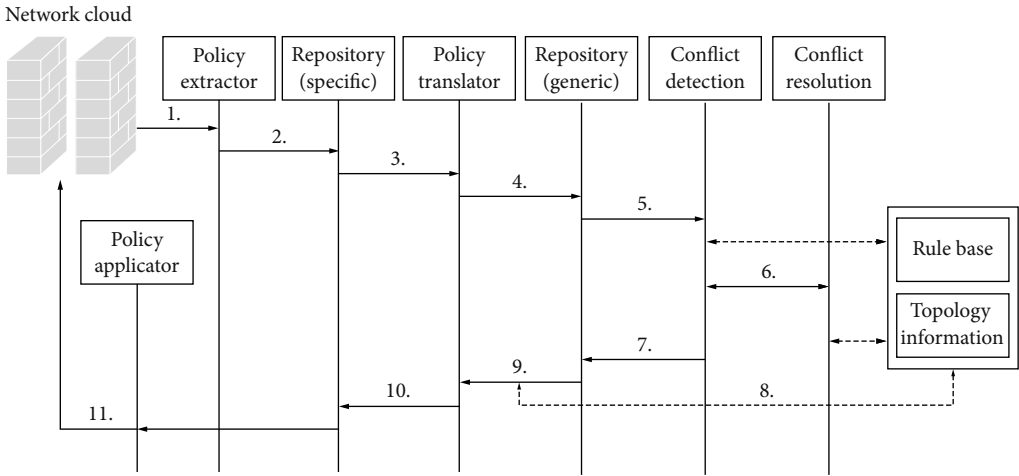 Network cloud
Policy
extractor
Repository
(specific)
Policy
translator
Repository
(generic)
Conflict
detection
Conflict
resolution
1.
2.
3.
4.
5.
Policy
applicator
Rule base
6.
Topology
information
7.
9.
8.
10.
11.